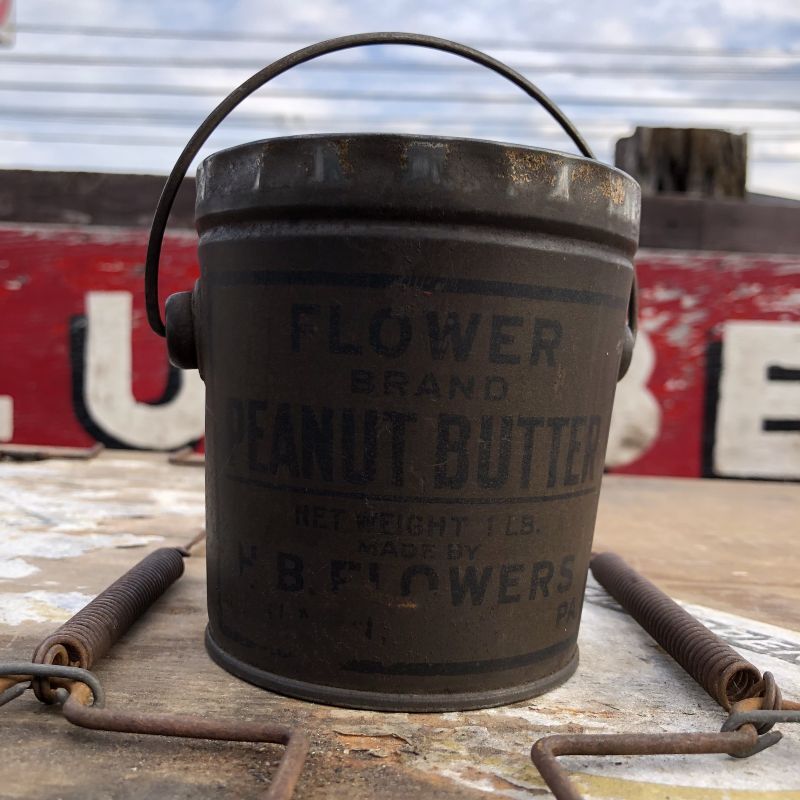 FLOWER
BRAND
PEANUT BUTTER
NET WEIGHT 1 LB.
MADE BY
H. B. FLOWERS
PA
U B E